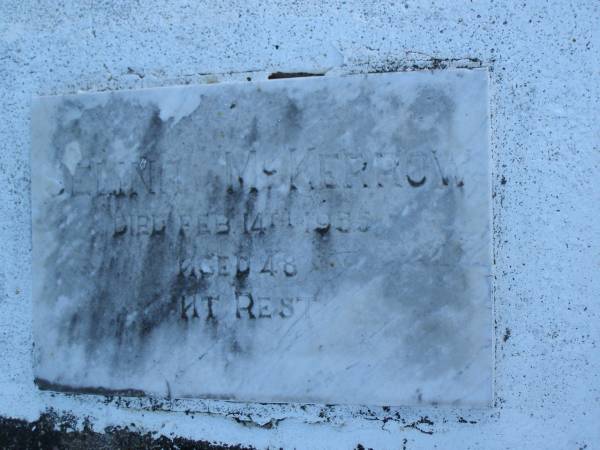 McKERROW
DIED FEB 14TH
AGED 48
AT REST